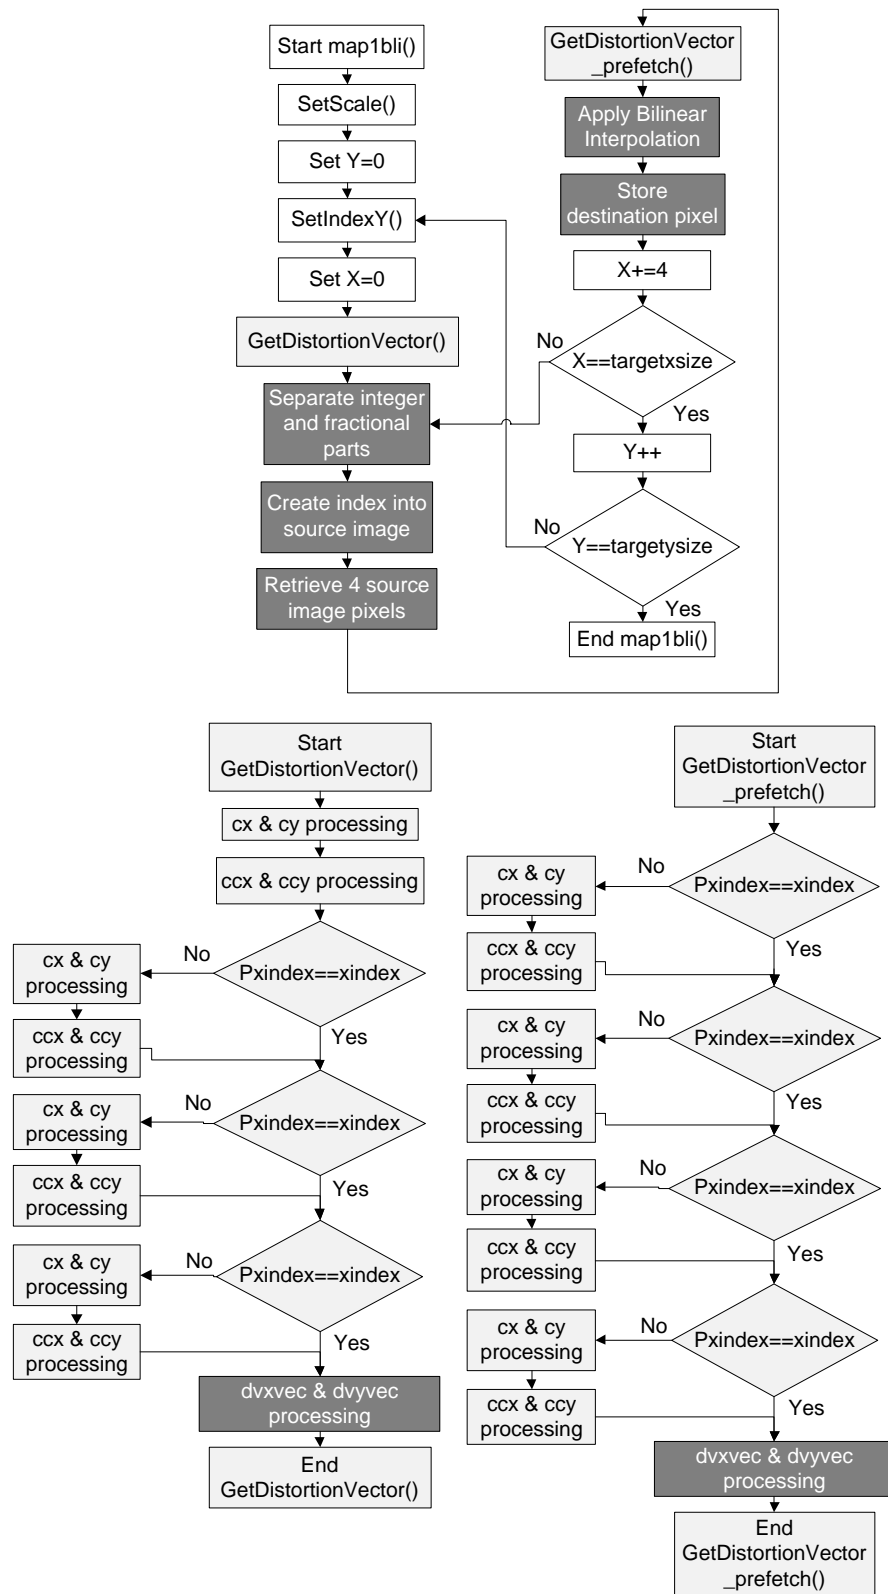 Start map1bli()
SetScale()
Set Y=0
SetIndexY()
Set X=0
GetDistortionVector()
Separate integer
and fractional
parts
Create index into
source image
Retrieve 4 source
image pixels
GetDistortionVector
_prefetch()
Apply Bilinear
Interpolation
Store
destination pixel
X+=4
No
X==targetxsize
Yes
Y++
No
Y==targetysize
Yes
End map1bli()
Start
GetDistortionVector()
cx & cy processing
ccx & ccy processing
No
Pxindex==xindex
cx & cy
processing
Yes
ccx & ccy
processing
No
Pxindex==xindex
cx & cy
processing
Yes
ccx & ccy
processing
No
Pxindex==xindex
cx & cy
processing
Yes
ccx & ccy
processing
dvxvec & dvyvec
processing
End
GetDistortionVector()
Start
GetDistortionVector
_prefetch()
No
Pxindex==xindex
cx & cy
processing
Yes
ccx & ccy
processing
No
Pxindex==xindex
cx & cy
processing
Yes
ccx & ccy
processing
No
Pxindex==xindex
cx & cy
processing
Yes
ccx & ccy
processing
No
Pxindex==xindex
cx & cy
processing
Yes
ccx & ccy
processing
dvxvec & dvyvec
processing
End
GetDistortionVector
_prefetch()